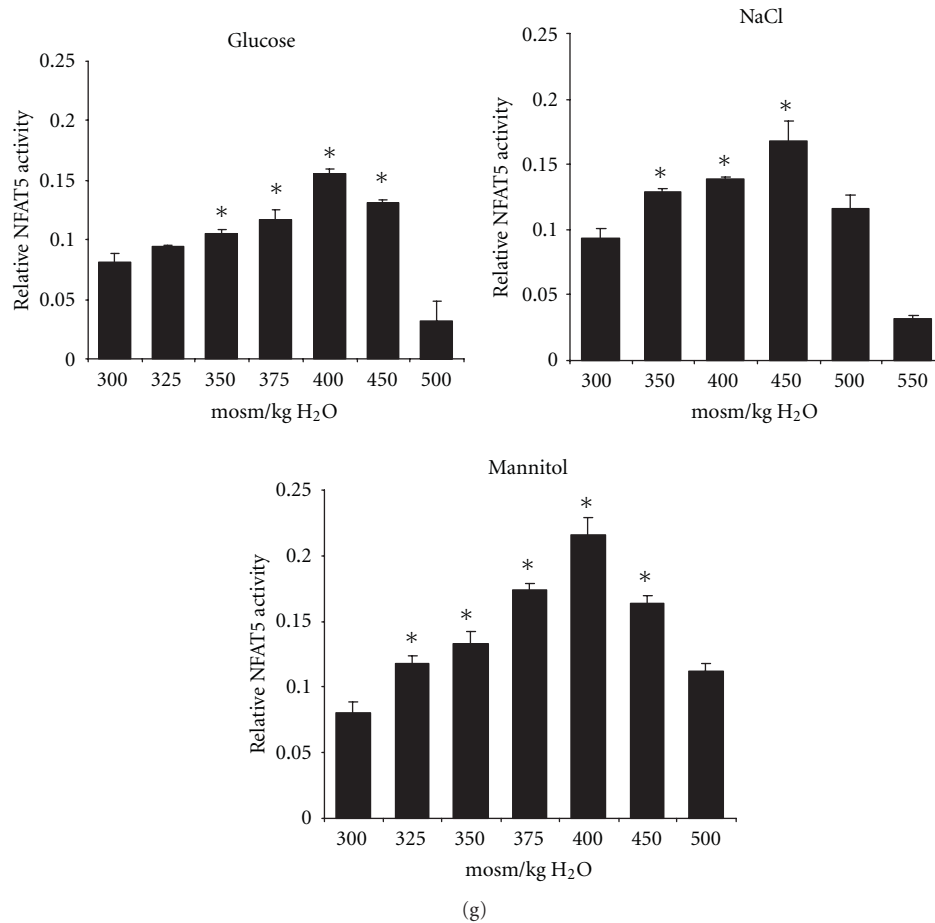 Glucose
0.25
0.2
0.15
0.1
0.05
0
Relative NFAT5 activity
* * * *
300 325 350 375 400 450 500
mosm/kg H₂O
NaCl
0.25
0.2
0.15
0.1
0.05
0
Relative NFAT5 activity
* * *
300 350 400 450 500 550
mosm/kg H₂O
Mannitol
0.25
0.2
0.15
0.1
0.05
0
Relative NFAT5 activity
* * * * *
300 325 350 375 400 450 500
mosm/kg H₂O
(g)